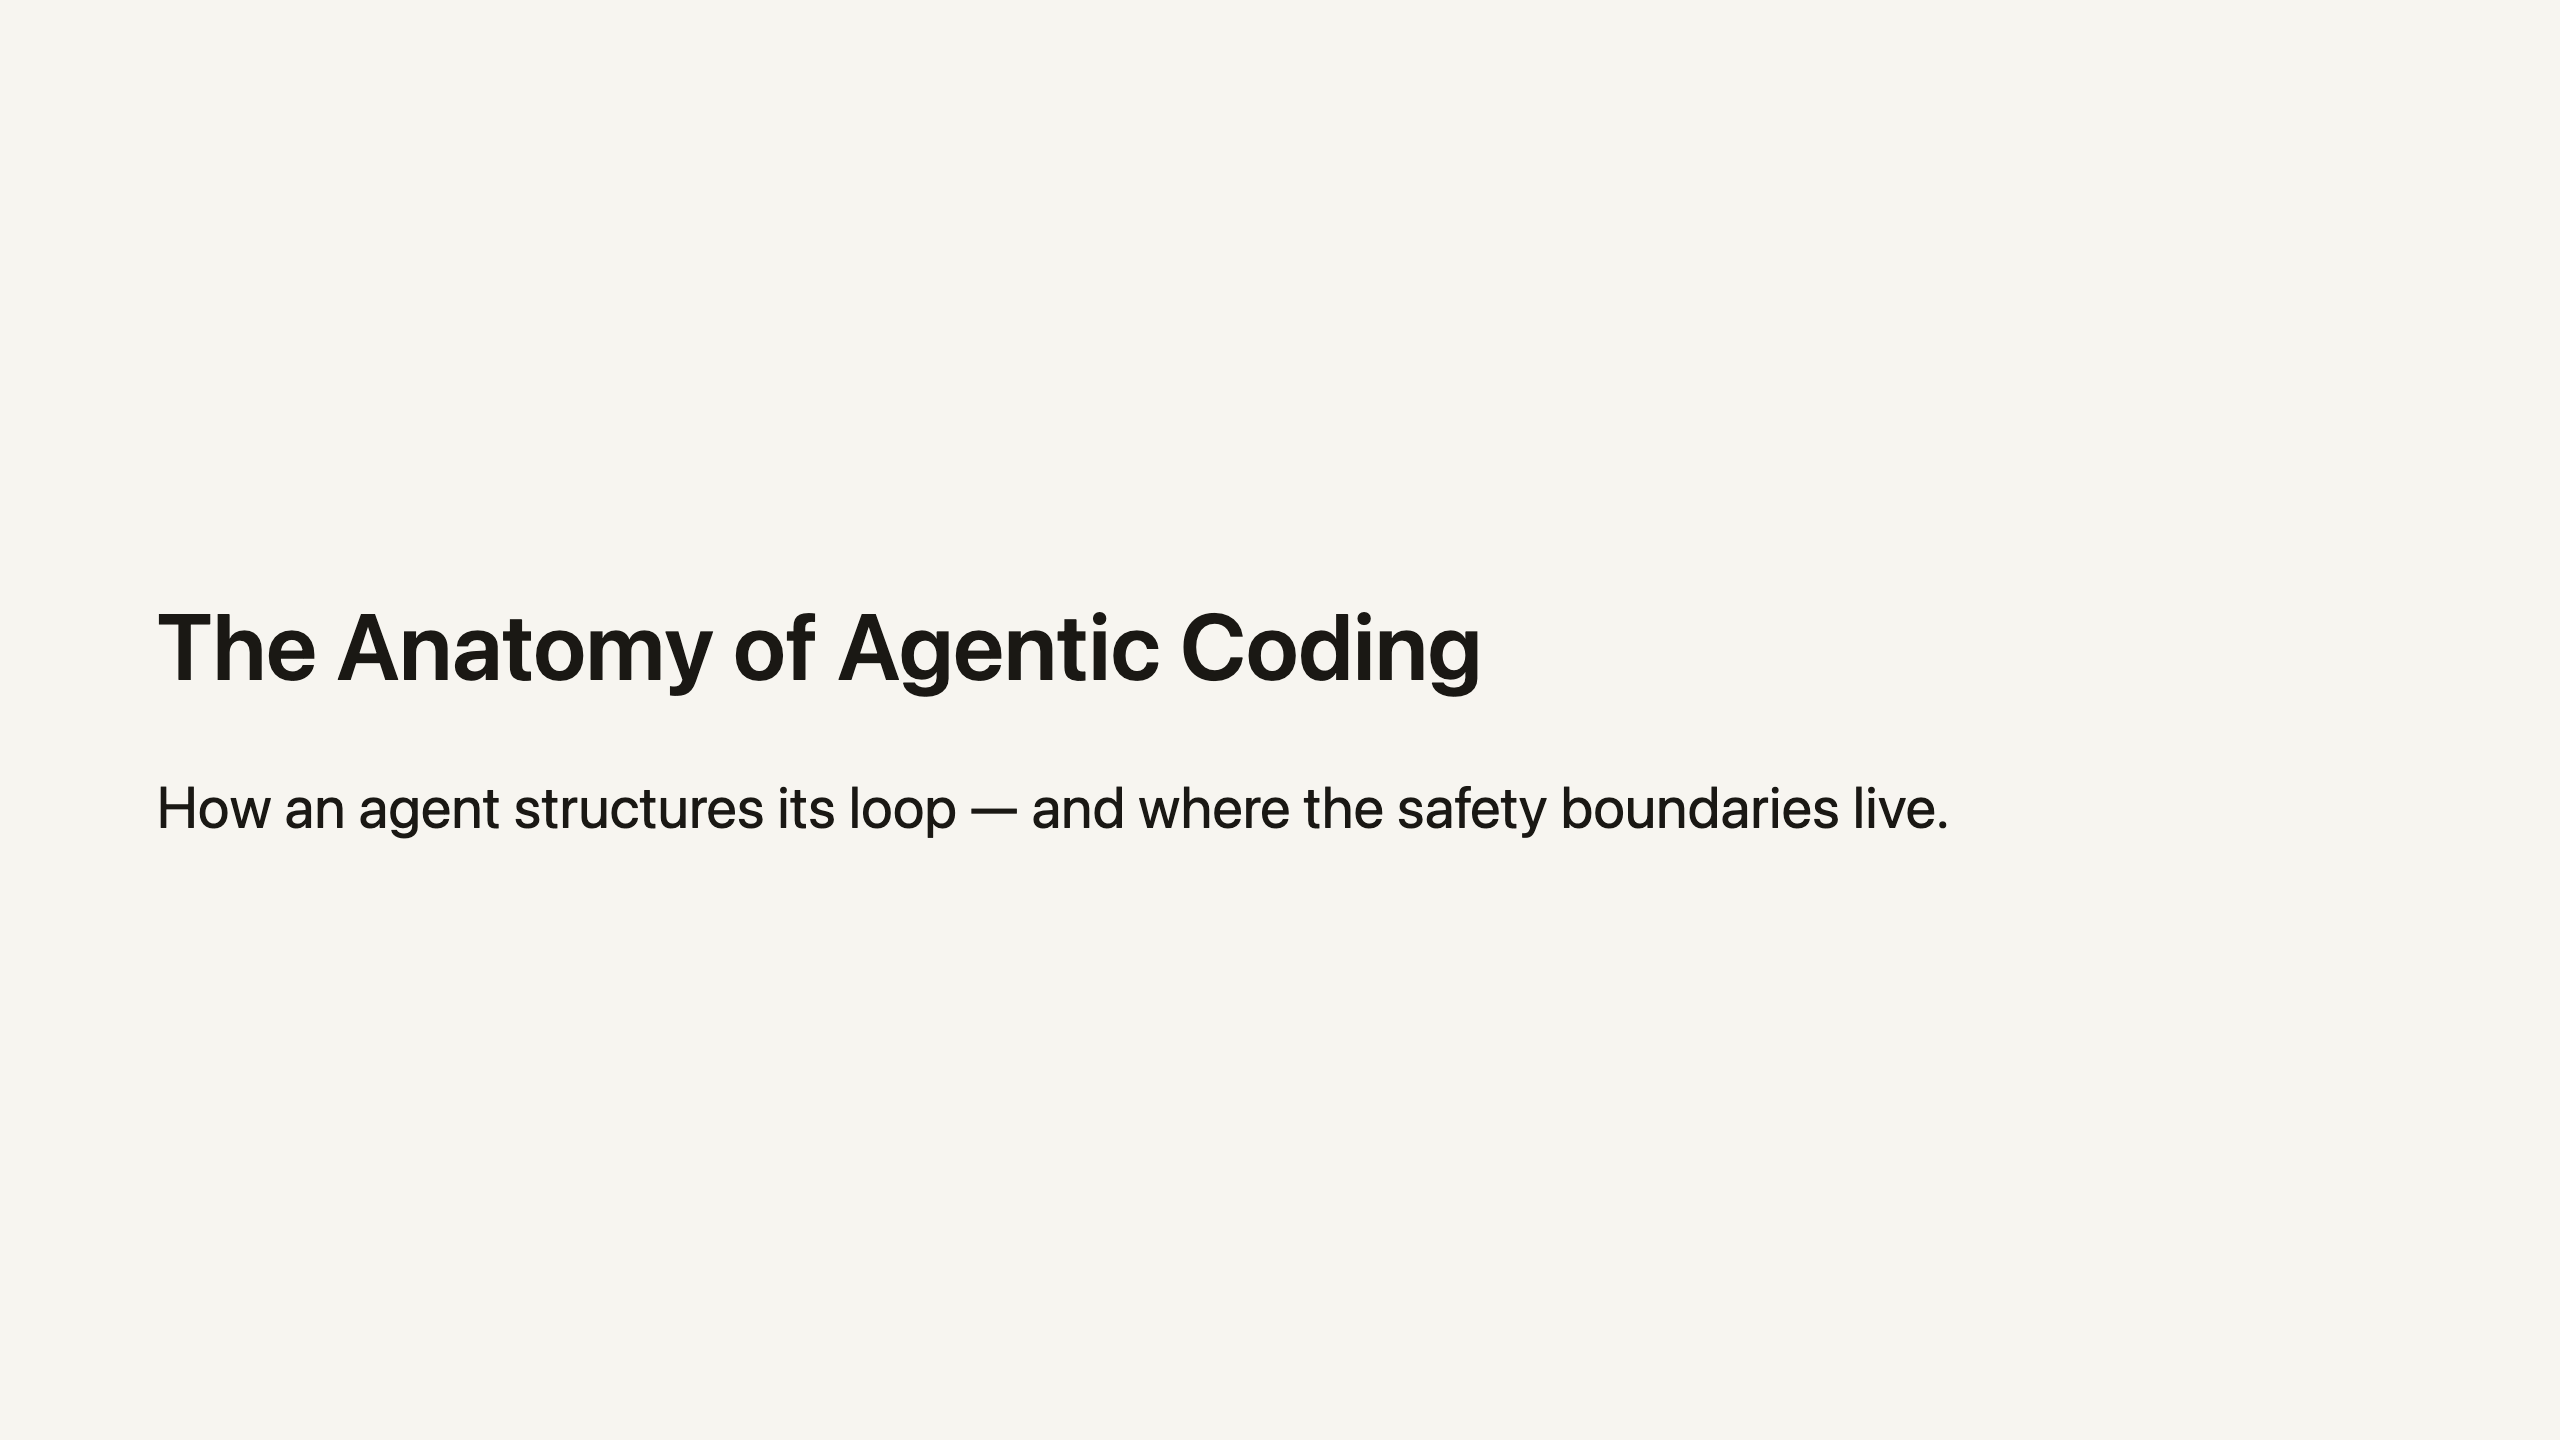 The Anatomy of Agentic Coding
How an agent structures its loop — and where the safety boundaries live.